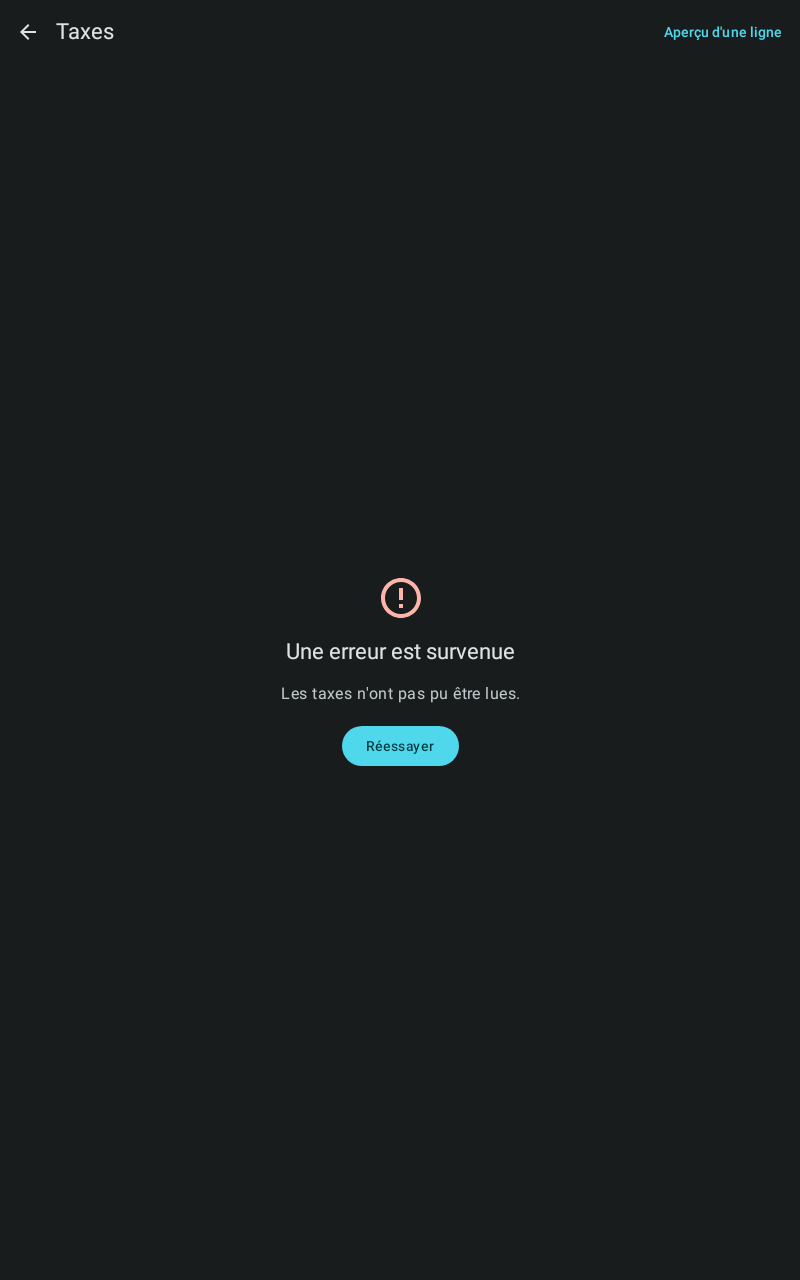 Taxes
Aperçu d'une ligne
Une erreur est survenue
Les taxes n'ont pas pu être lues.
Réessayer